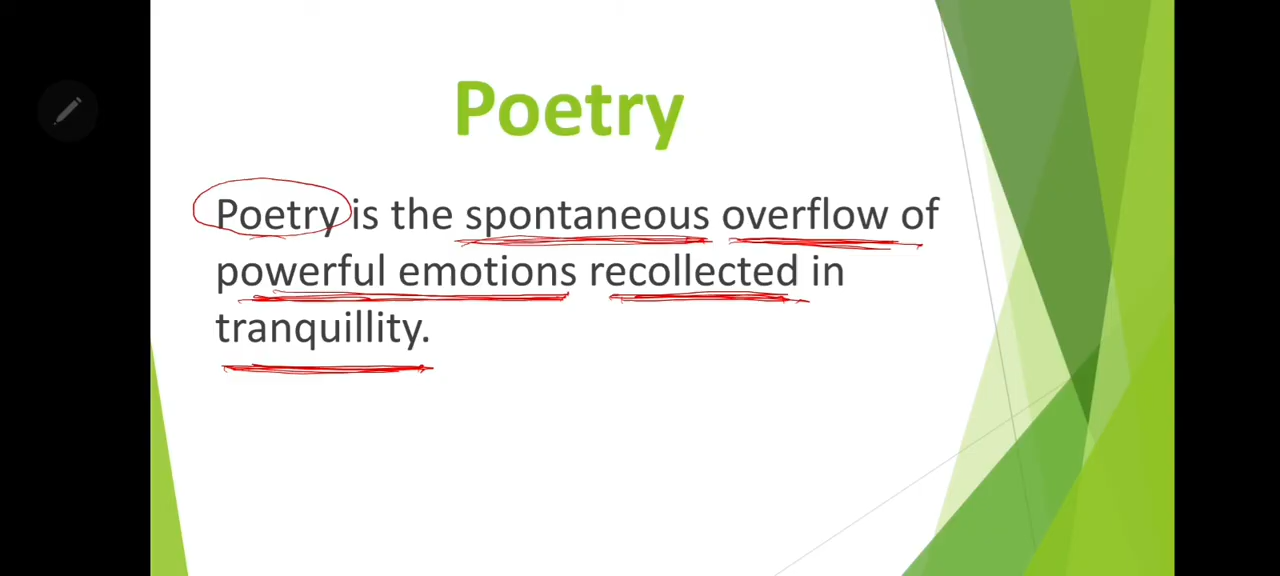 Poetry
Poetry is the spontaneous overflow of
powerful emotions recollected in
tranquillity.